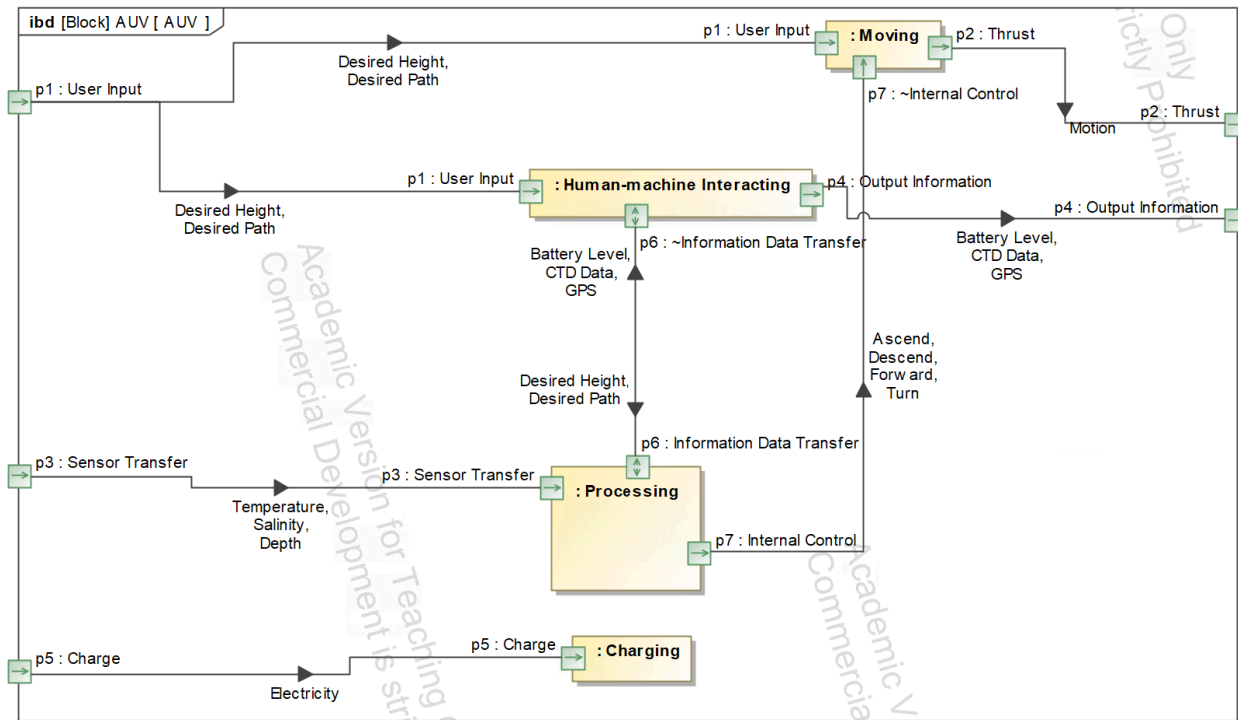 ibd [Block] AUV [ AUV ]
p1 : User Input
: Moving
p2 : Thrust
Desired Height,
Desired Path
p1 : User Input
p7 : ~Internal Control
p2 : Thrust
Motion
p1 : User Input
: Human-machine Interacting
p4 : Output Information
Desired Height,
Desired Path
p4 : Output Information
Battery Level,
CTD Data,
GPS
p6 : ~Information Data Transfer
Battery Level,
CTD Data,
GPS
Ascend,
Descend,
Forward,
Turn
Desired Height,
Desired Path
p6 : Information Data Transfer
p3 : Sensor Transfer
p3 : Sensor Transfer
: Processing
Temperature,
Salinity,
Depth
p7 : Internal Control
p5 : Charge
p5 : Charge
: Charging
Electricity
Academic Version for Teaching
Commercial Development is
Only
Prohibited
Academic